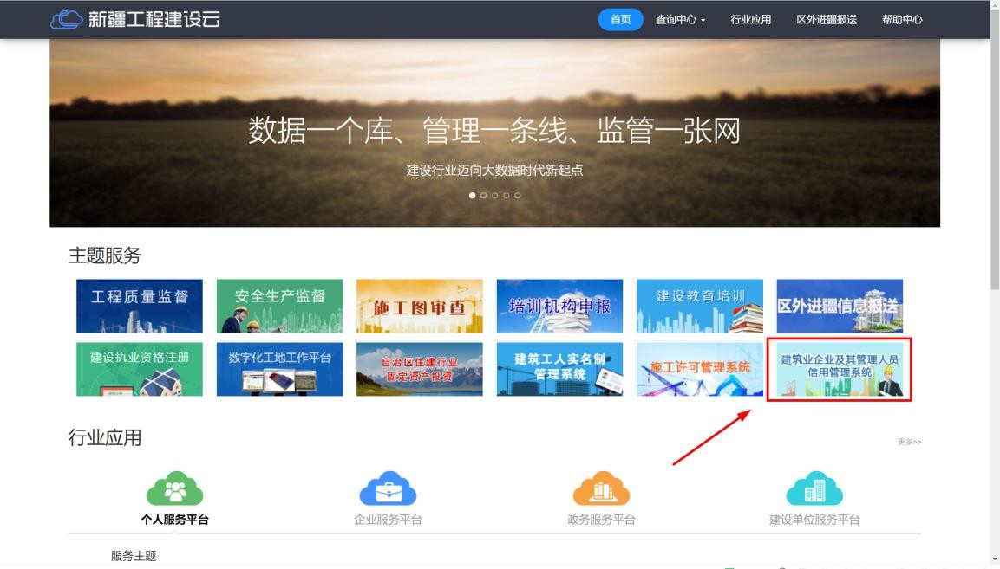 新疆工程建设云
首页 查询中心 行业应用 区外进疆报送 帮助中心
数据一个库、管理一条线、监管一张网
建设行业迈向大数据时代新起点
主题服务
工程质量监督 安全生产监督 施工图审查 培训机构申报 建设教育培训 区外进疆信息报送
建设执业资格注册 数字化工地工作平台 自治区住建行业 建筑工人实名制 施工许可管理系统 建筑业企业及其管理人员
固定资产投资 管理系统 信用管理系统
行业应用
更多>>
个人服务平台 企业服务平台 政务服务平台 建设单位服务平台
服务主题